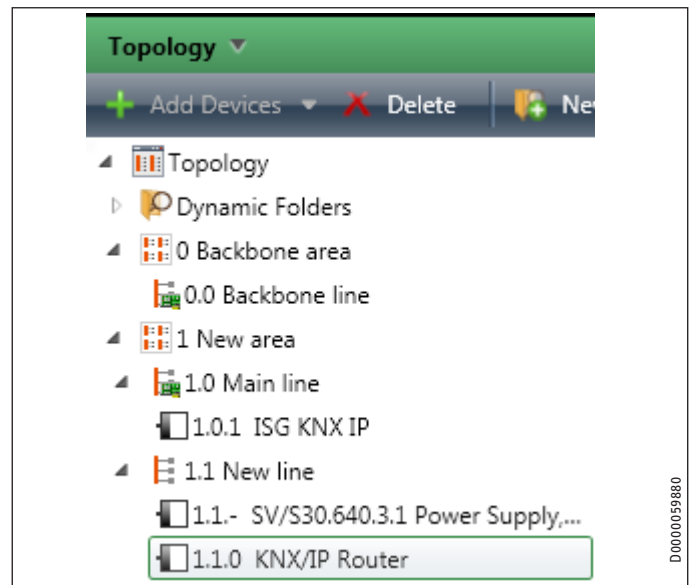 Topology
Add Devices Delete Ne
Topology
Dynamic Folders
0 Backbone area
0.0 Backbone line
1 New area
1.0 Main line
1.0.1 ISG KNX IP
1.1 New line
1.1.- SV/S30.640.3.1 Power Supply,...
1.1.0 KNX/IP Router
D0000059880